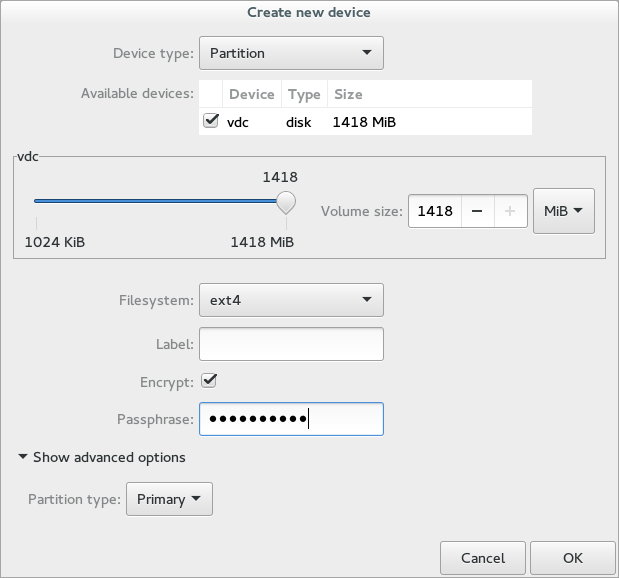 Create new device
Device type: Partition
Available devices:
Device Type Size
vdc disk 1418 MiB
vdc
1418
Volume size: 1418 MiB
1024 KiB 1418 MiB
Filesystem: ext4
Label:
Encrypt:
Passphrase: ••••••••••
Show advanced options
Partition type: Primary
Cancel OK